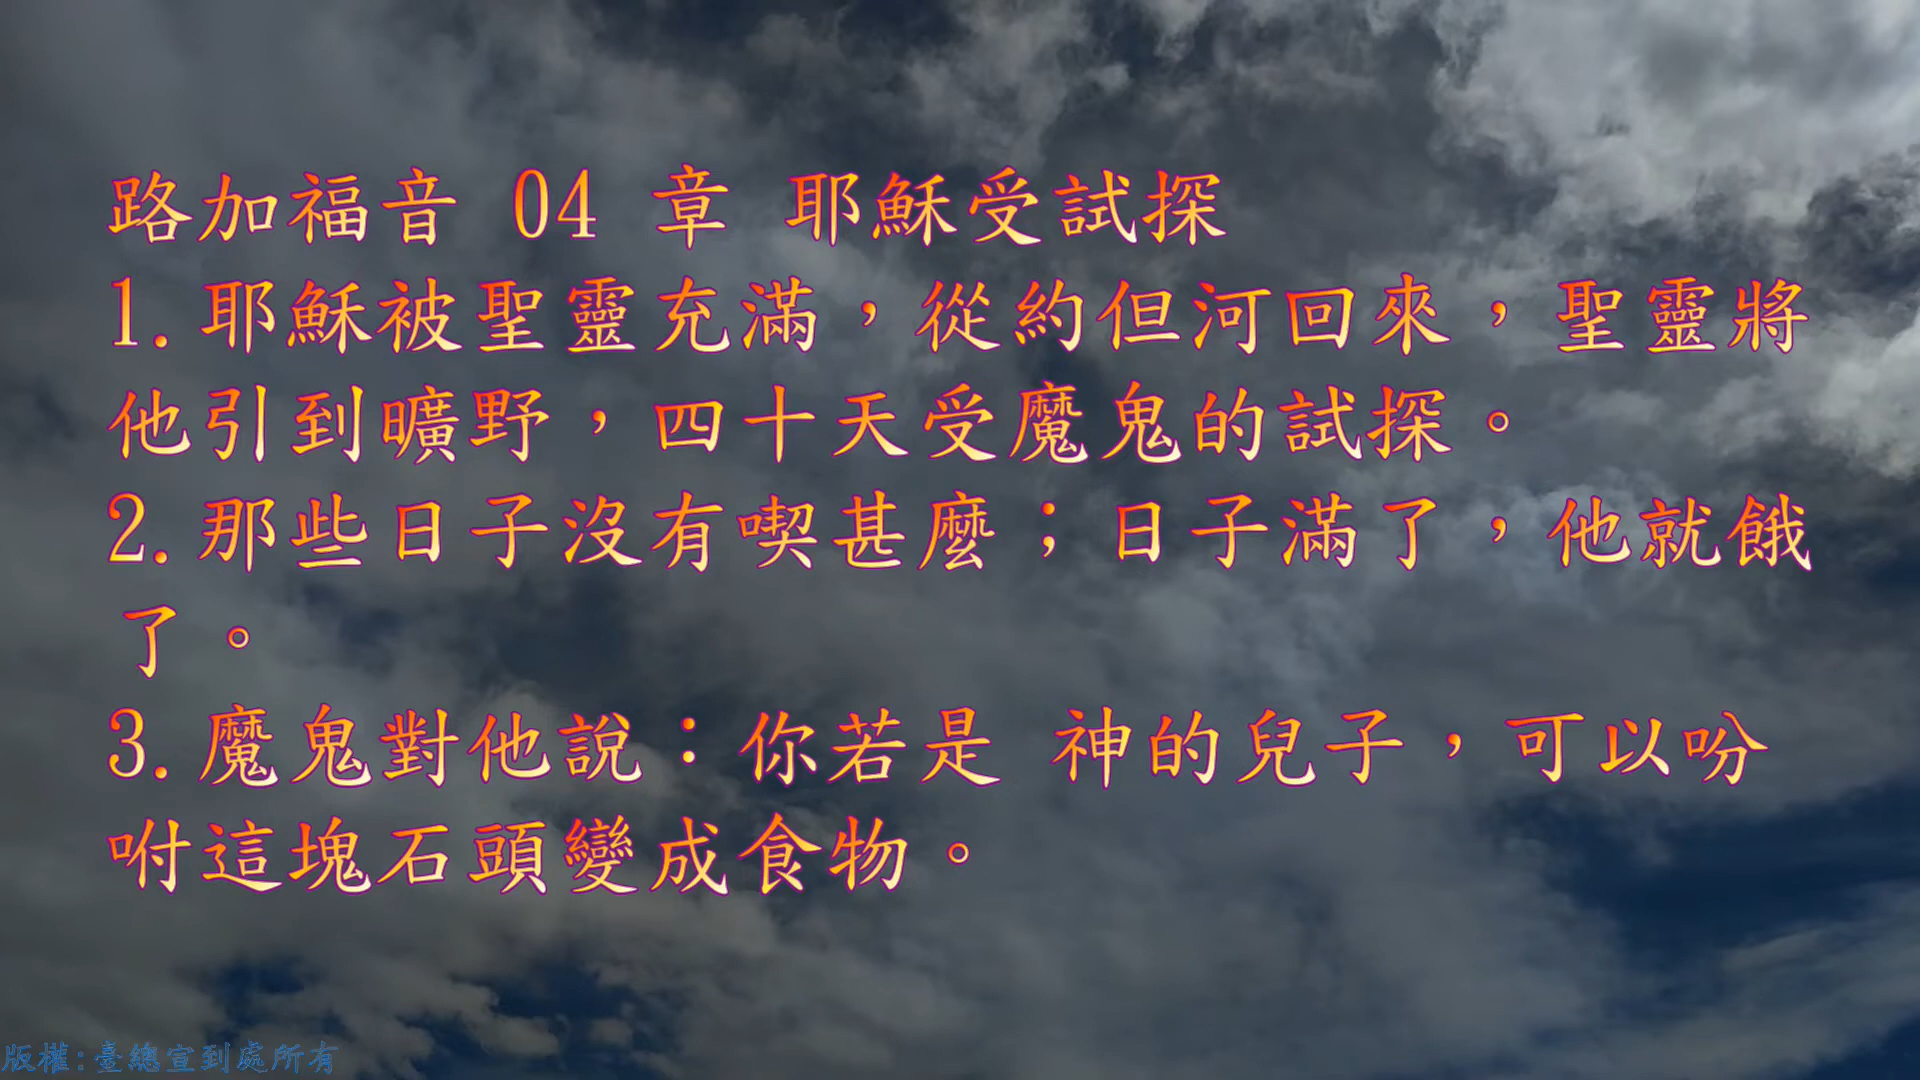 路加福音 04 章 耶穌受試探
1.耶穌被聖靈充滿，從約但河回來，聖靈將
他引到曠野，四十天受魔鬼的試探。
2.那些日子沒有喫甚麼；日子滿了，他就餓
了。
3.魔鬼對他說：你若是 神的兒子，可以吩
咐這塊石頭變成食物。
版權:臺總宣到處所有